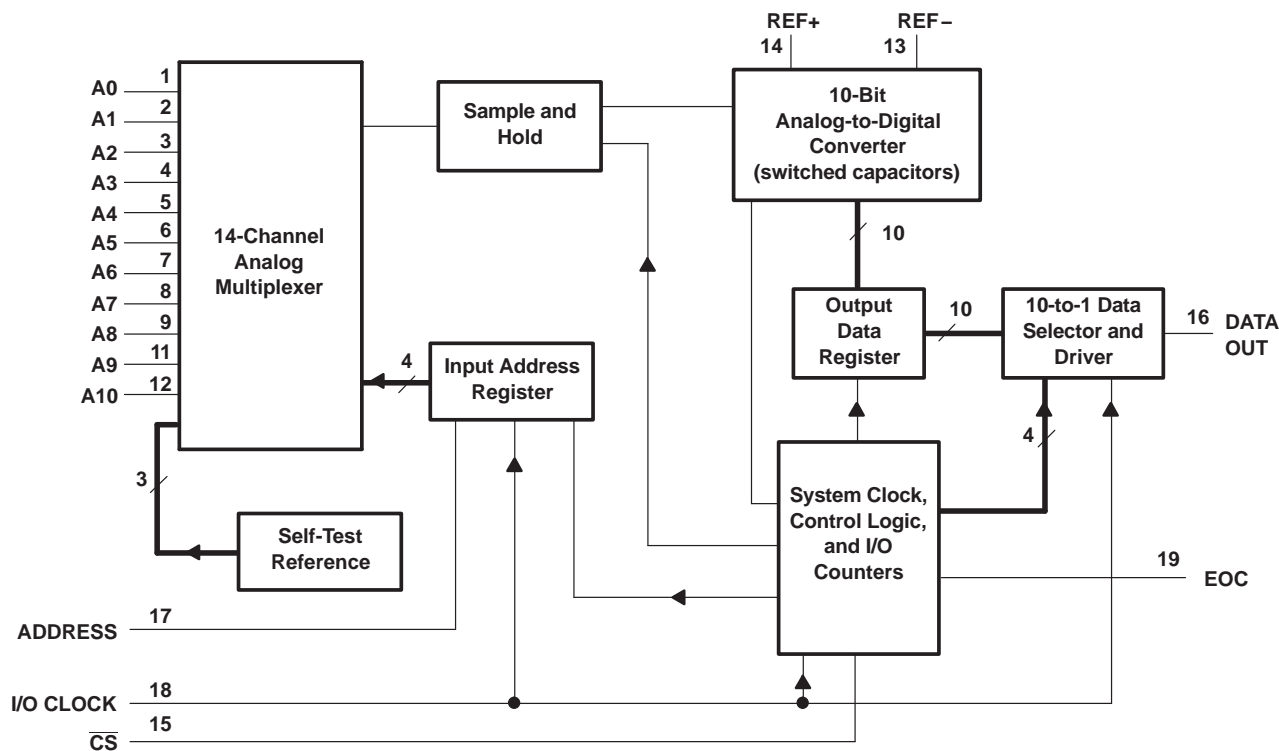 REF+
REF–
14
13
10-Bit
Analog-to-Digital
Converter
(switched capacitors)
Sample and
Hold
14-Channel
Analog
Multiplexer
A0
1
A1
2
A2
3
A3
4
A4
5
A5
6
A6
7
A7
8
A8
9
A9
11
A10
12
10
Output
Data
Register
10
10-to-1 Data
Selector and
Driver
16
DATA
OUT
4
Input Address
Register
3
Self-Test
Reference
4
System Clock,
Control Logic,
and I/O
Counters
19
EOC
ADDRESS
17
I/O CLOCK
18
CS
15